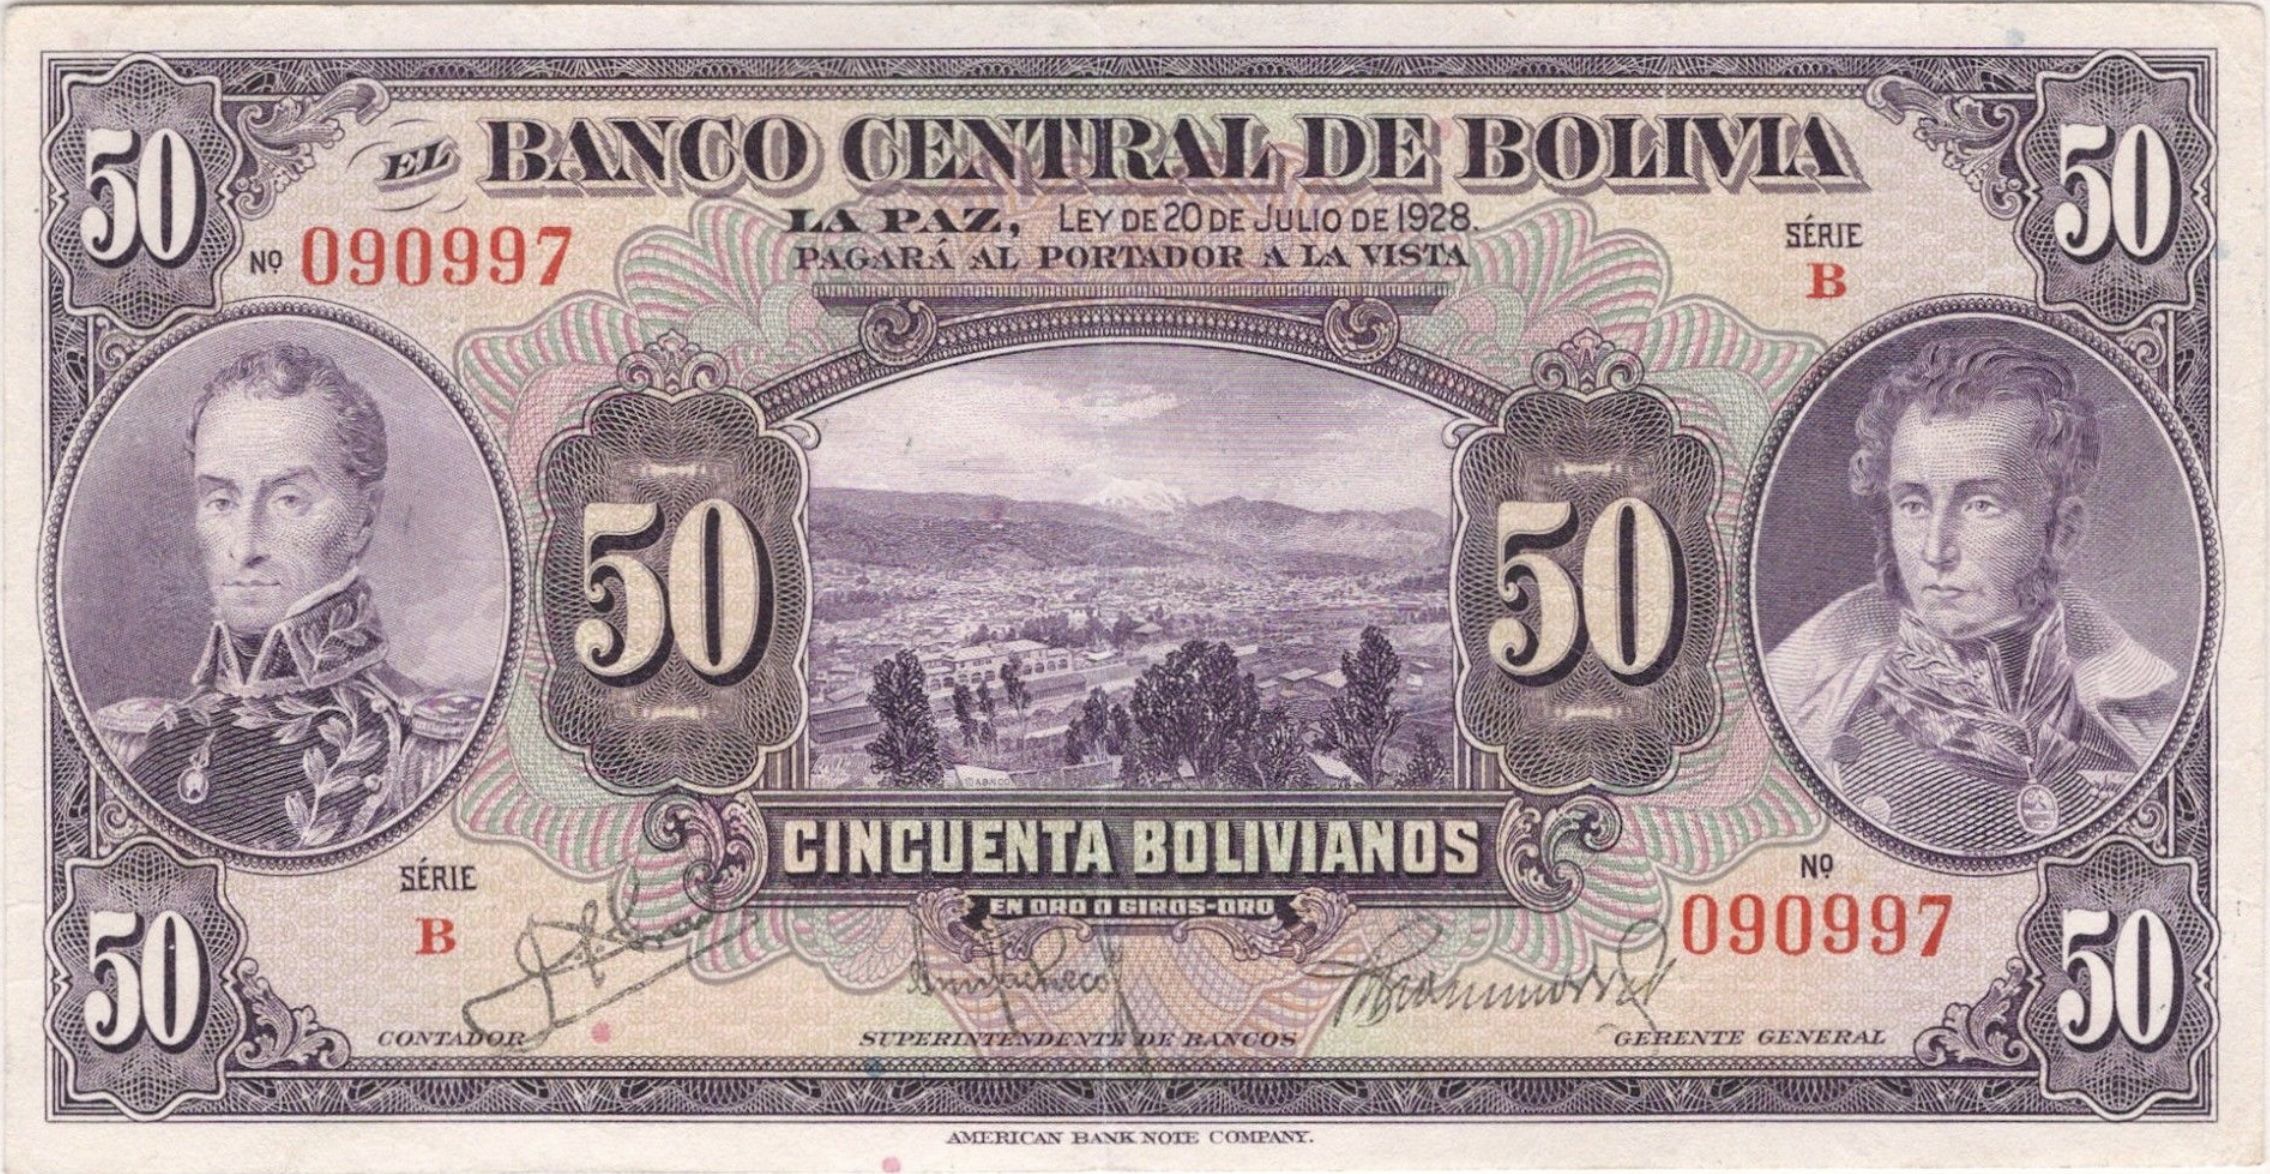 50 EL BANCO CENTRAL DE BOLIVIA 50
LA PAZ, LEY DE 20 DE JULIO DE 1928.
Nº 090997 PAGARÁ AL PORTADOR A LA VISTA SÉRIE
B
50 50
©ABNCO
CINCUENTA BOLIVIANOS
EN ORO O GIROS-ORO
SÉRIE Nº
B 090997
50 50
CONTADOR SUPERINTENDENTE DE BANCOS GERENTE GENERAL
AMERICAN BANK NOTE COMPANY.